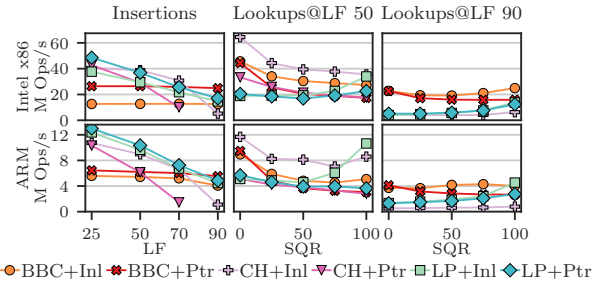 Insertions Lookups@LF 50 Lookups@LF 90
Intel x86
M Ops/s
60
40
20
0
ARM
M Ops/s
12
8
4
0
25 50 70 90 0 50 100 0 50 100
LF SQR SQR
BBC+Inl BBC+Ptr CH+Inl CH+Ptr LP+Inl LP+Ptr